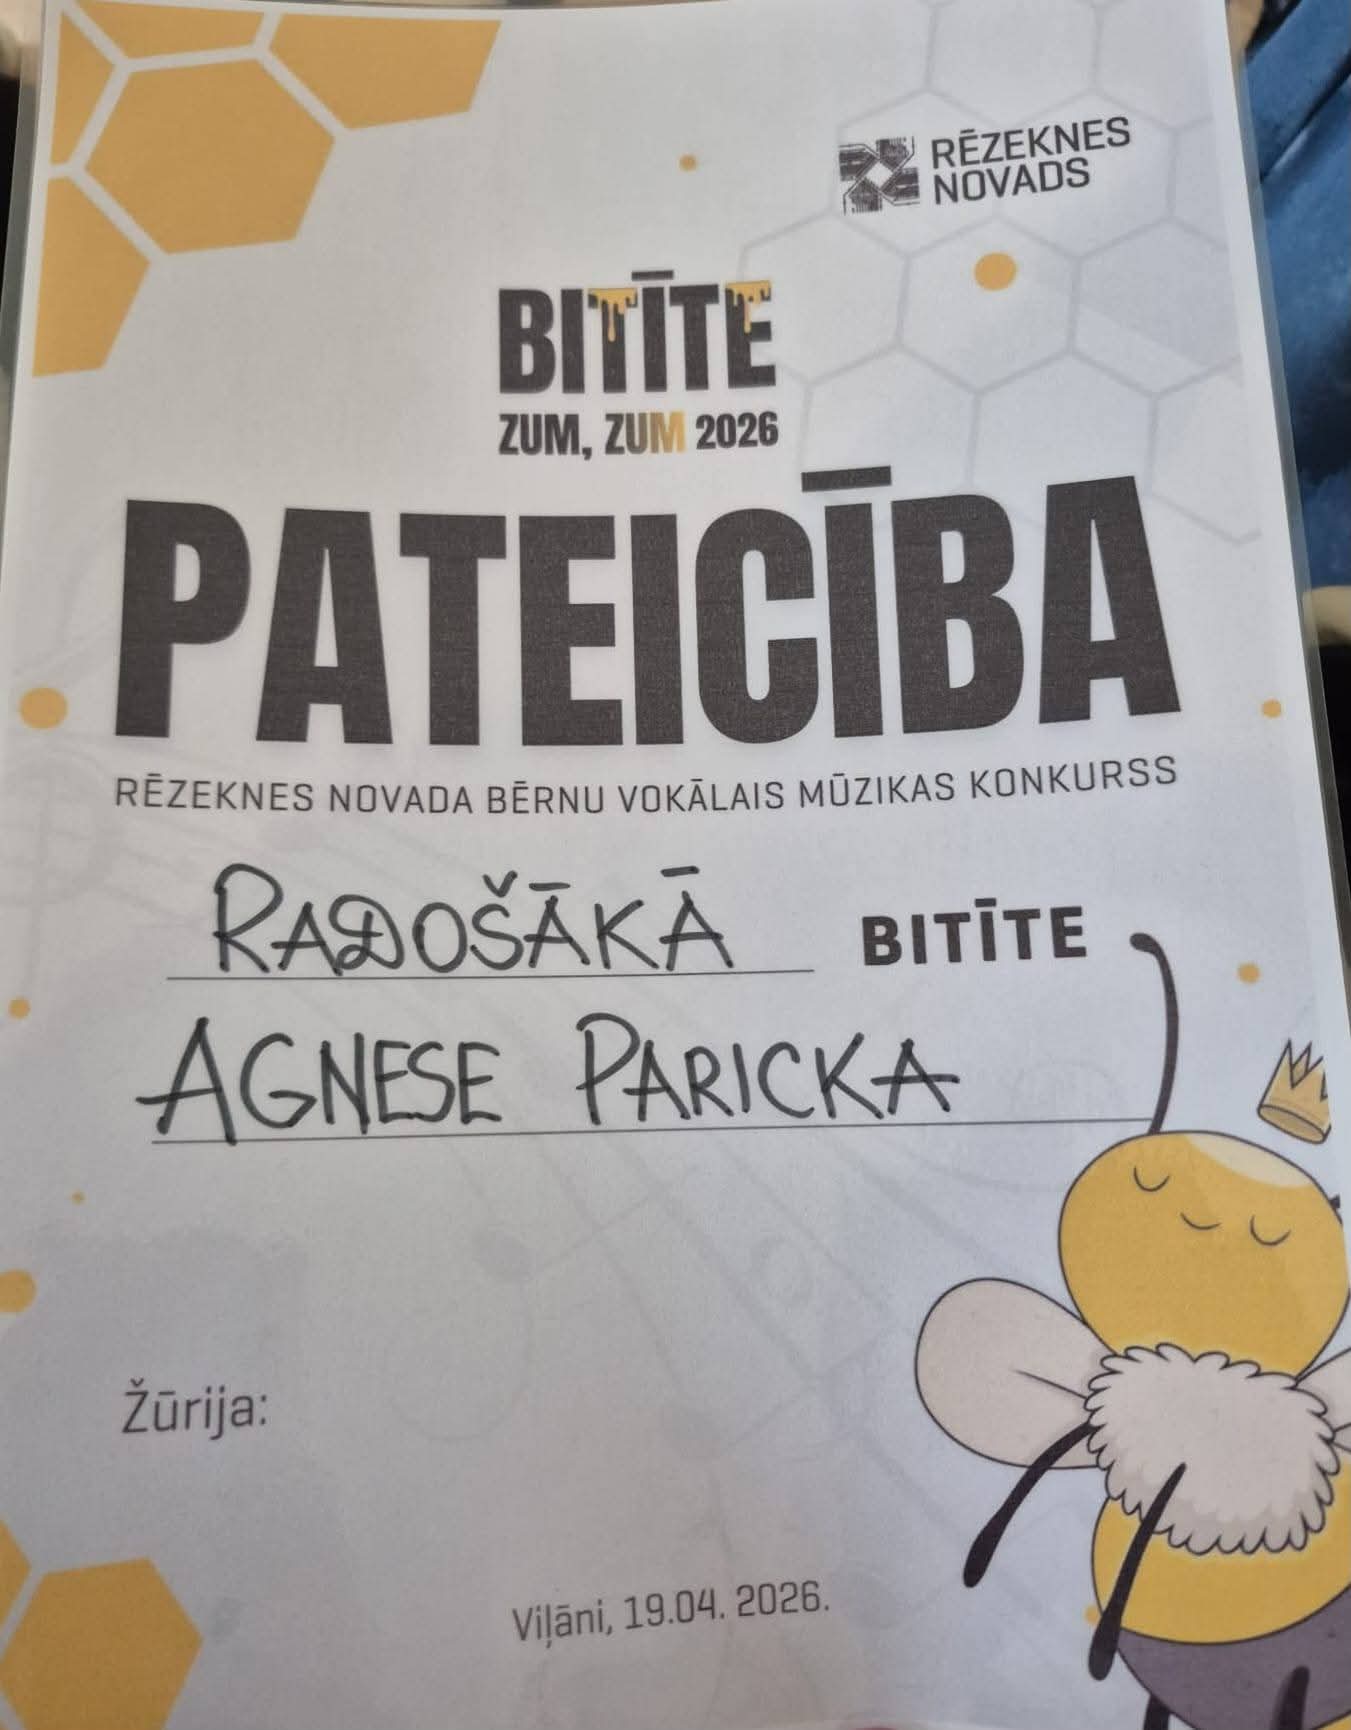 RĒZEKNES
NOVADS
BITĪTE
ZUM, ZUM 2026
PATEICĪBA
RĒZEKNES NOVADA BĒRNU VOKĀLAIS MŪZIKAS KONKURSS
RADOŠĀKĀ BITĪTE
AGNESE PARICKA
Žūrija:
Viļāni, 19.04. 2026.